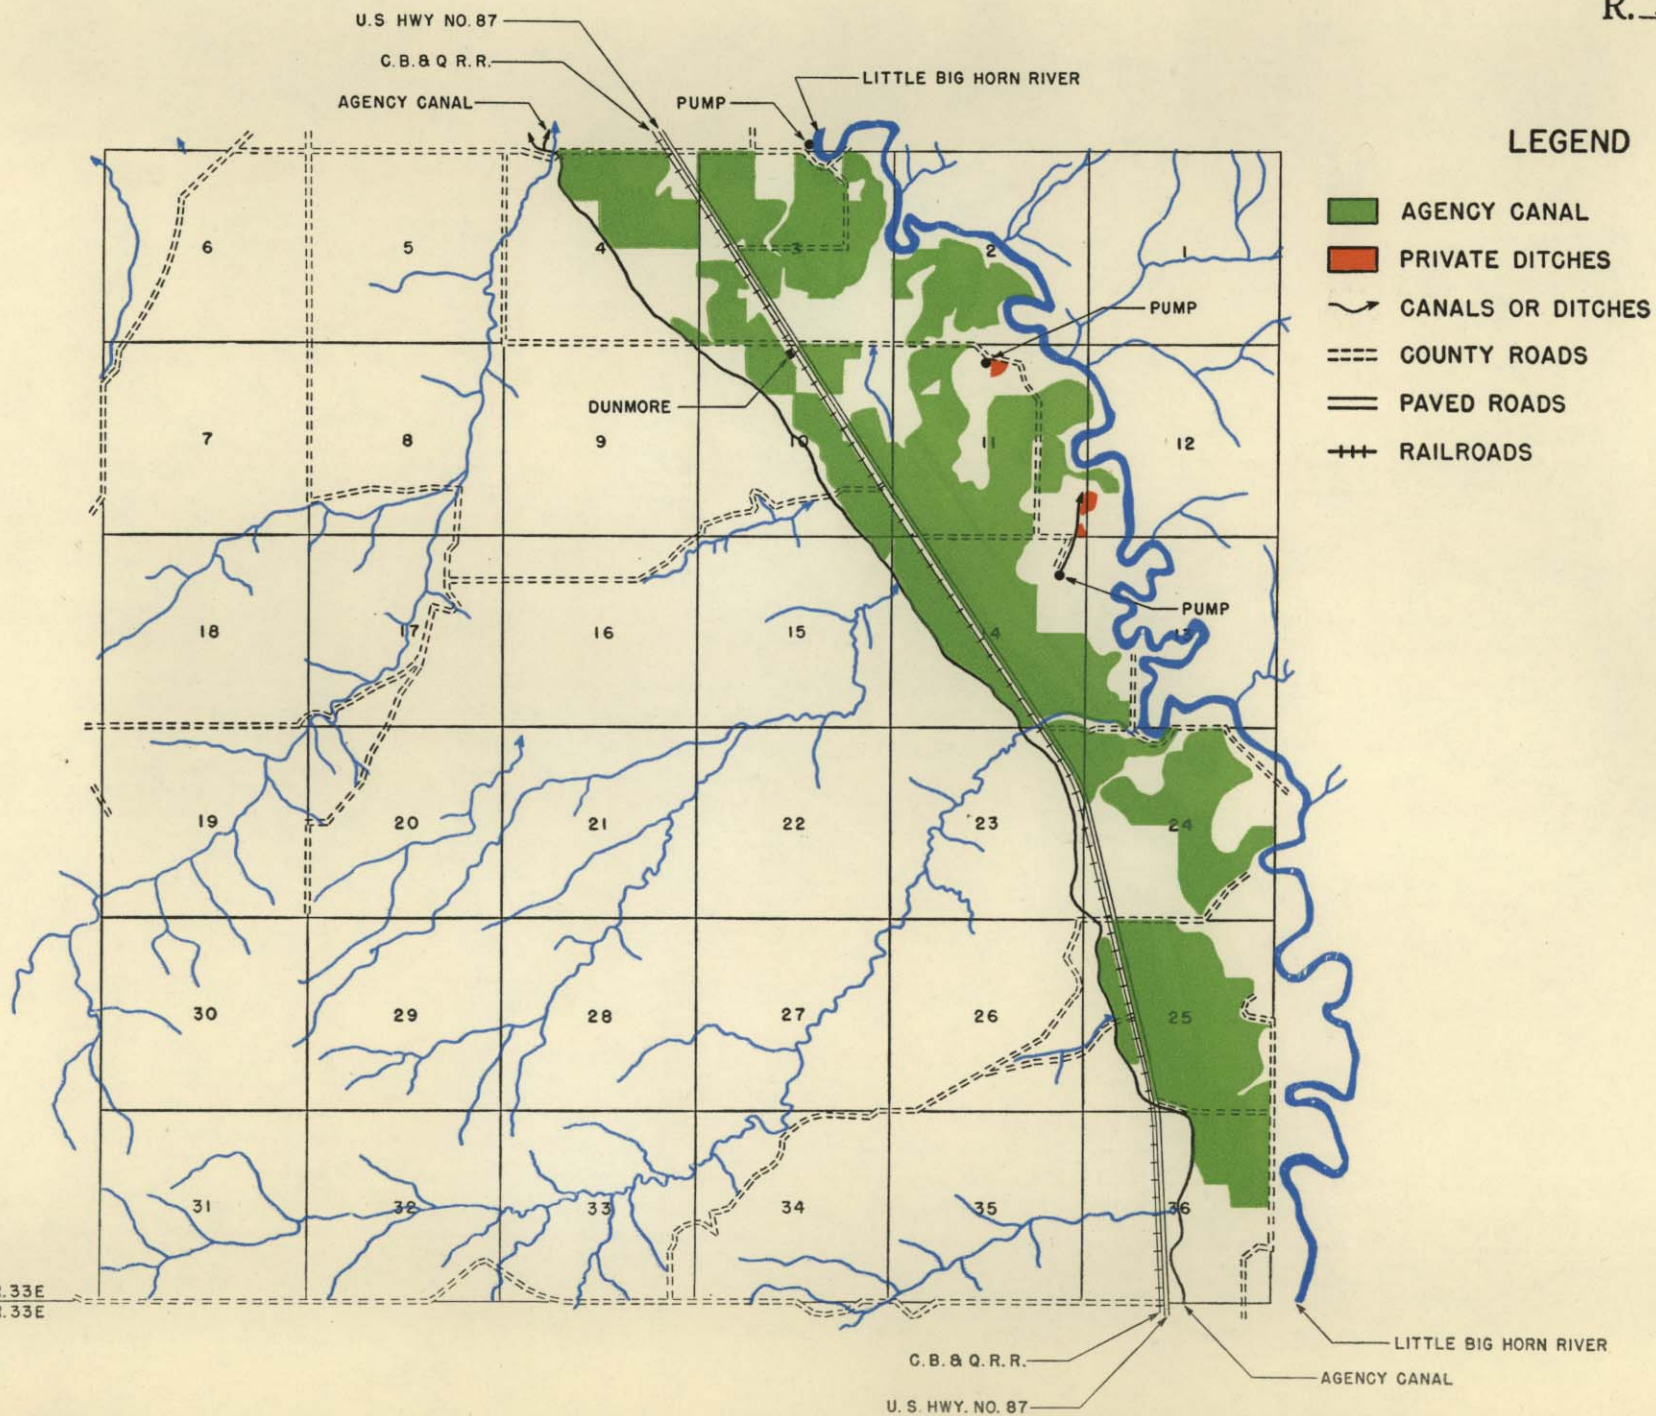 R.
U.S HWY NO. 87
C.B.& Q R.R.
AGENCY CANAL
PUMP
LITTLE BIG HORN RIVER
LEGEND
AGENCY CANAL
PRIVATE DITCHES
CANALS OR DITCHES
COUNTY ROADS
PAVED ROADS
RAILROADS
6 5 4 3 2 1
PUMP
DUNMORE
7 8 9 10 11 12
PUMP
18 17 16 15 14 13
19 20 21 22 23 24
30 29 28 27 26 25
31 32 33 34 35 36
.33E
.33E
LITTLE BIG HORN RIVER
C.B.& Q.R.R.
AGENCY CANAL
U.S. HWY. NO. 87